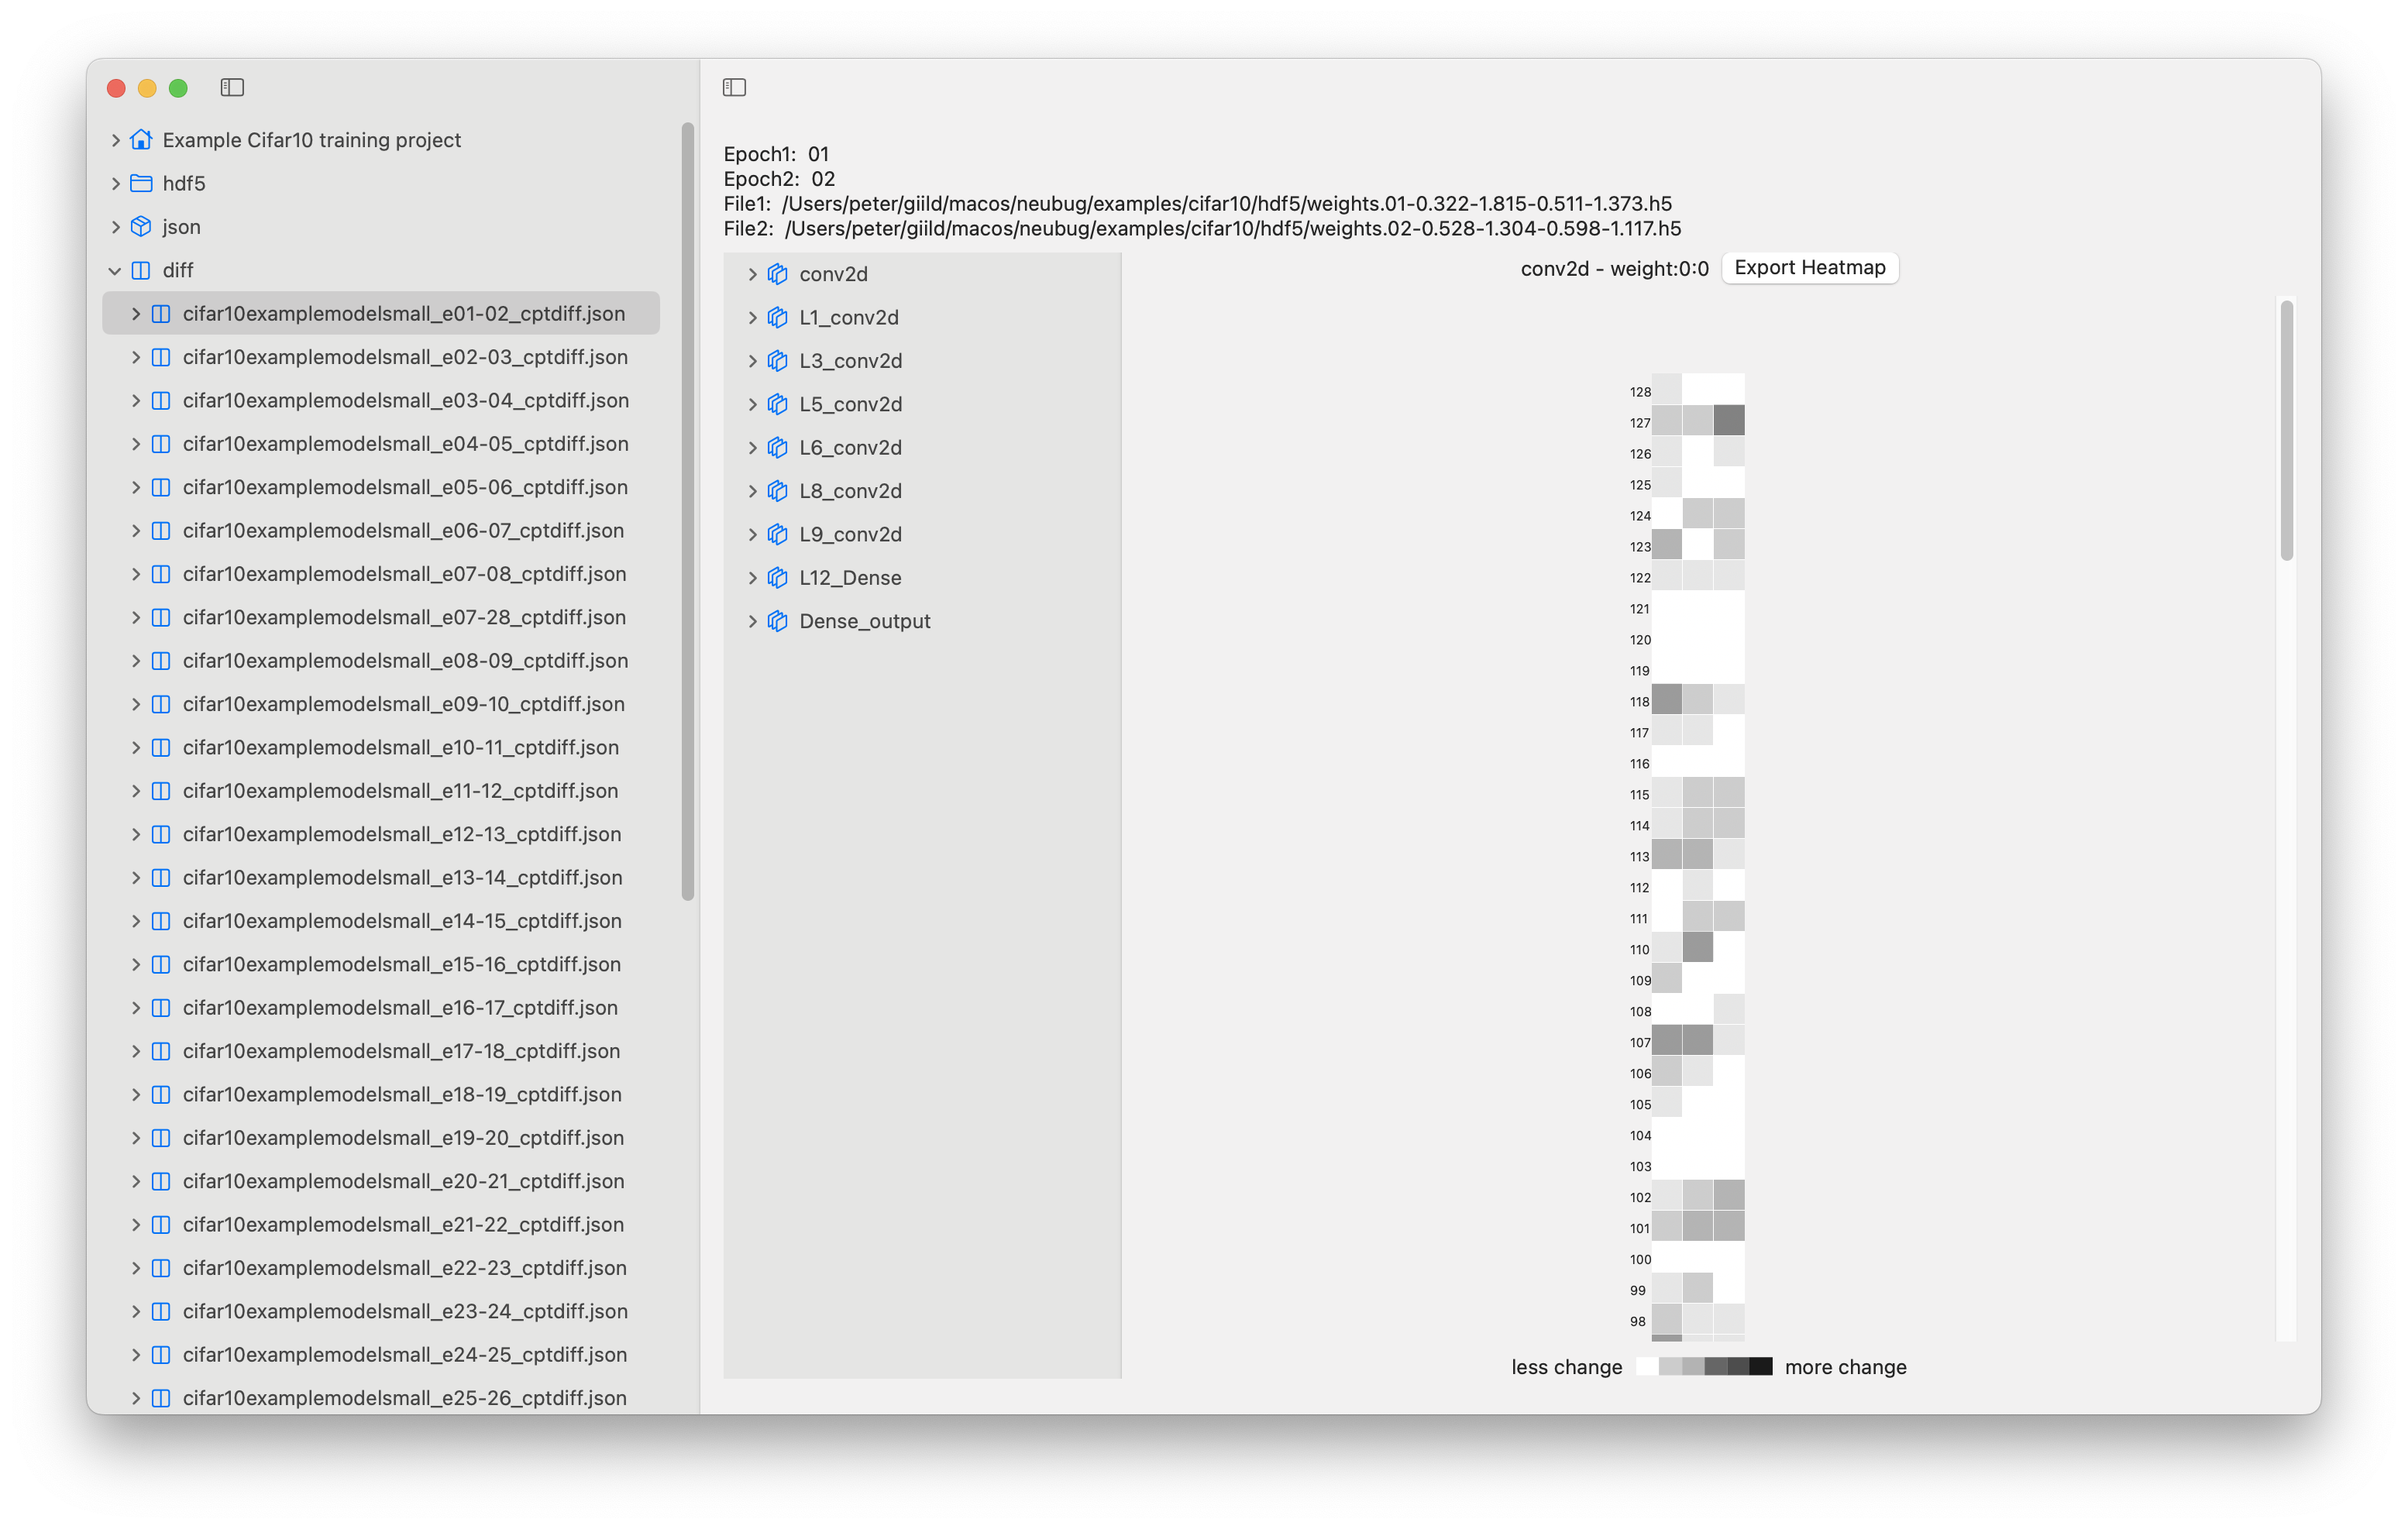 Example Cifar10 training project
hdf5
json
diff
cifar10examplemodelsmall_e01-02_cptdiff.json
cifar10examplemodelsmall_e02-03_cptdiff.json
cifar10examplemodelsmall_e03-04_cptdiff.json
cifar10examplemodelsmall_e04-05_cptdiff.json
cifar10examplemodelsmall_e05-06_cptdiff.json
cifar10examplemodelsmall_e06-07_cptdiff.json
cifar10examplemodelsmall_e07-08_cptdiff.json
cifar10examplemodelsmall_e07-28_cptdiff.json
cifar10examplemodelsmall_e08-09_cptdiff.json
cifar10examplemodelsmall_e09-10_cptdiff.json
cifar10examplemodelsmall_e10-11_cptdiff.json
cifar10examplemodelsmall_e11-12_cptdiff.json
cifar10examplemodelsmall_e12-13_cptdiff.json
cifar10examplemodelsmall_e13-14_cptdiff.json
cifar10examplemodelsmall_e14-15_cptdiff.json
cifar10examplemodelsmall_e15-16_cptdiff.json
cifar10examplemodelsmall_e16-17_cptdiff.json
cifar10examplemodelsmall_e17-18_cptdiff.json
cifar10examplemodelsmall_e18-19_cptdiff.json
cifar10examplemodelsmall_e19-20_cptdiff.json
cifar10examplemodelsmall_e20-21_cptdiff.json
cifar10examplemodelsmall_e21-22_cptdiff.json
cifar10examplemodelsmall_e22-23_cptdiff.json
cifar10examplemodelsmall_e23-24_cptdiff.json
cifar10examplemodelsmall_e24-25_cptdiff.json
cifar10examplemodelsmall_e25-26_cptdiff.json
Epoch1: 01
Epoch2: 02
File1: /Users/peter/giild/macos/neubug/examples/cifar10/hdf5/weights.01-0.322-1.815-0.511-1.373.h5
File2: /Users/peter/giild/macos/neubug/examples/cifar10/hdf5/weights.02-0.528-1.304-0.598-1.117.h5
conv2d
L1_conv2d
L3_conv2d
L5_conv2d
L6_conv2d
L8_conv2d
L9_conv2d
L12_Dense
Dense_output
conv2d - weight:0:0 Export Heatmap
128
127
126
125
124
123
122
121
120
119
118
117
116
115
114
113
112
111
110
109
108
107
106
105
104
103
102
101
100
99
98
less change more change